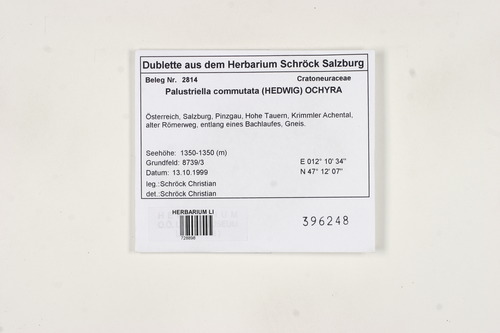 Dublette aus dem Herbarium Schröck Salzburg
Beleg Nr. 2814 Cratoneuraceae
Palustriella commutata (HEDWIG) OCHYRA
Österreich, Salzburg, Pinzgau, Hohe Tauern, Krimmler Achental,
alter Römerweg, entlang eines Bachlaufes, Gneis.
Seehöhe: 1350-1350 (m)
Grundfeld: 8739/3 E 012° 10' 34"
Datum: 13.10.1999 N 47° 12' 07"
leg.:Schröck Christian
det.:Schröck Christian
HERBARIUM LI
396248